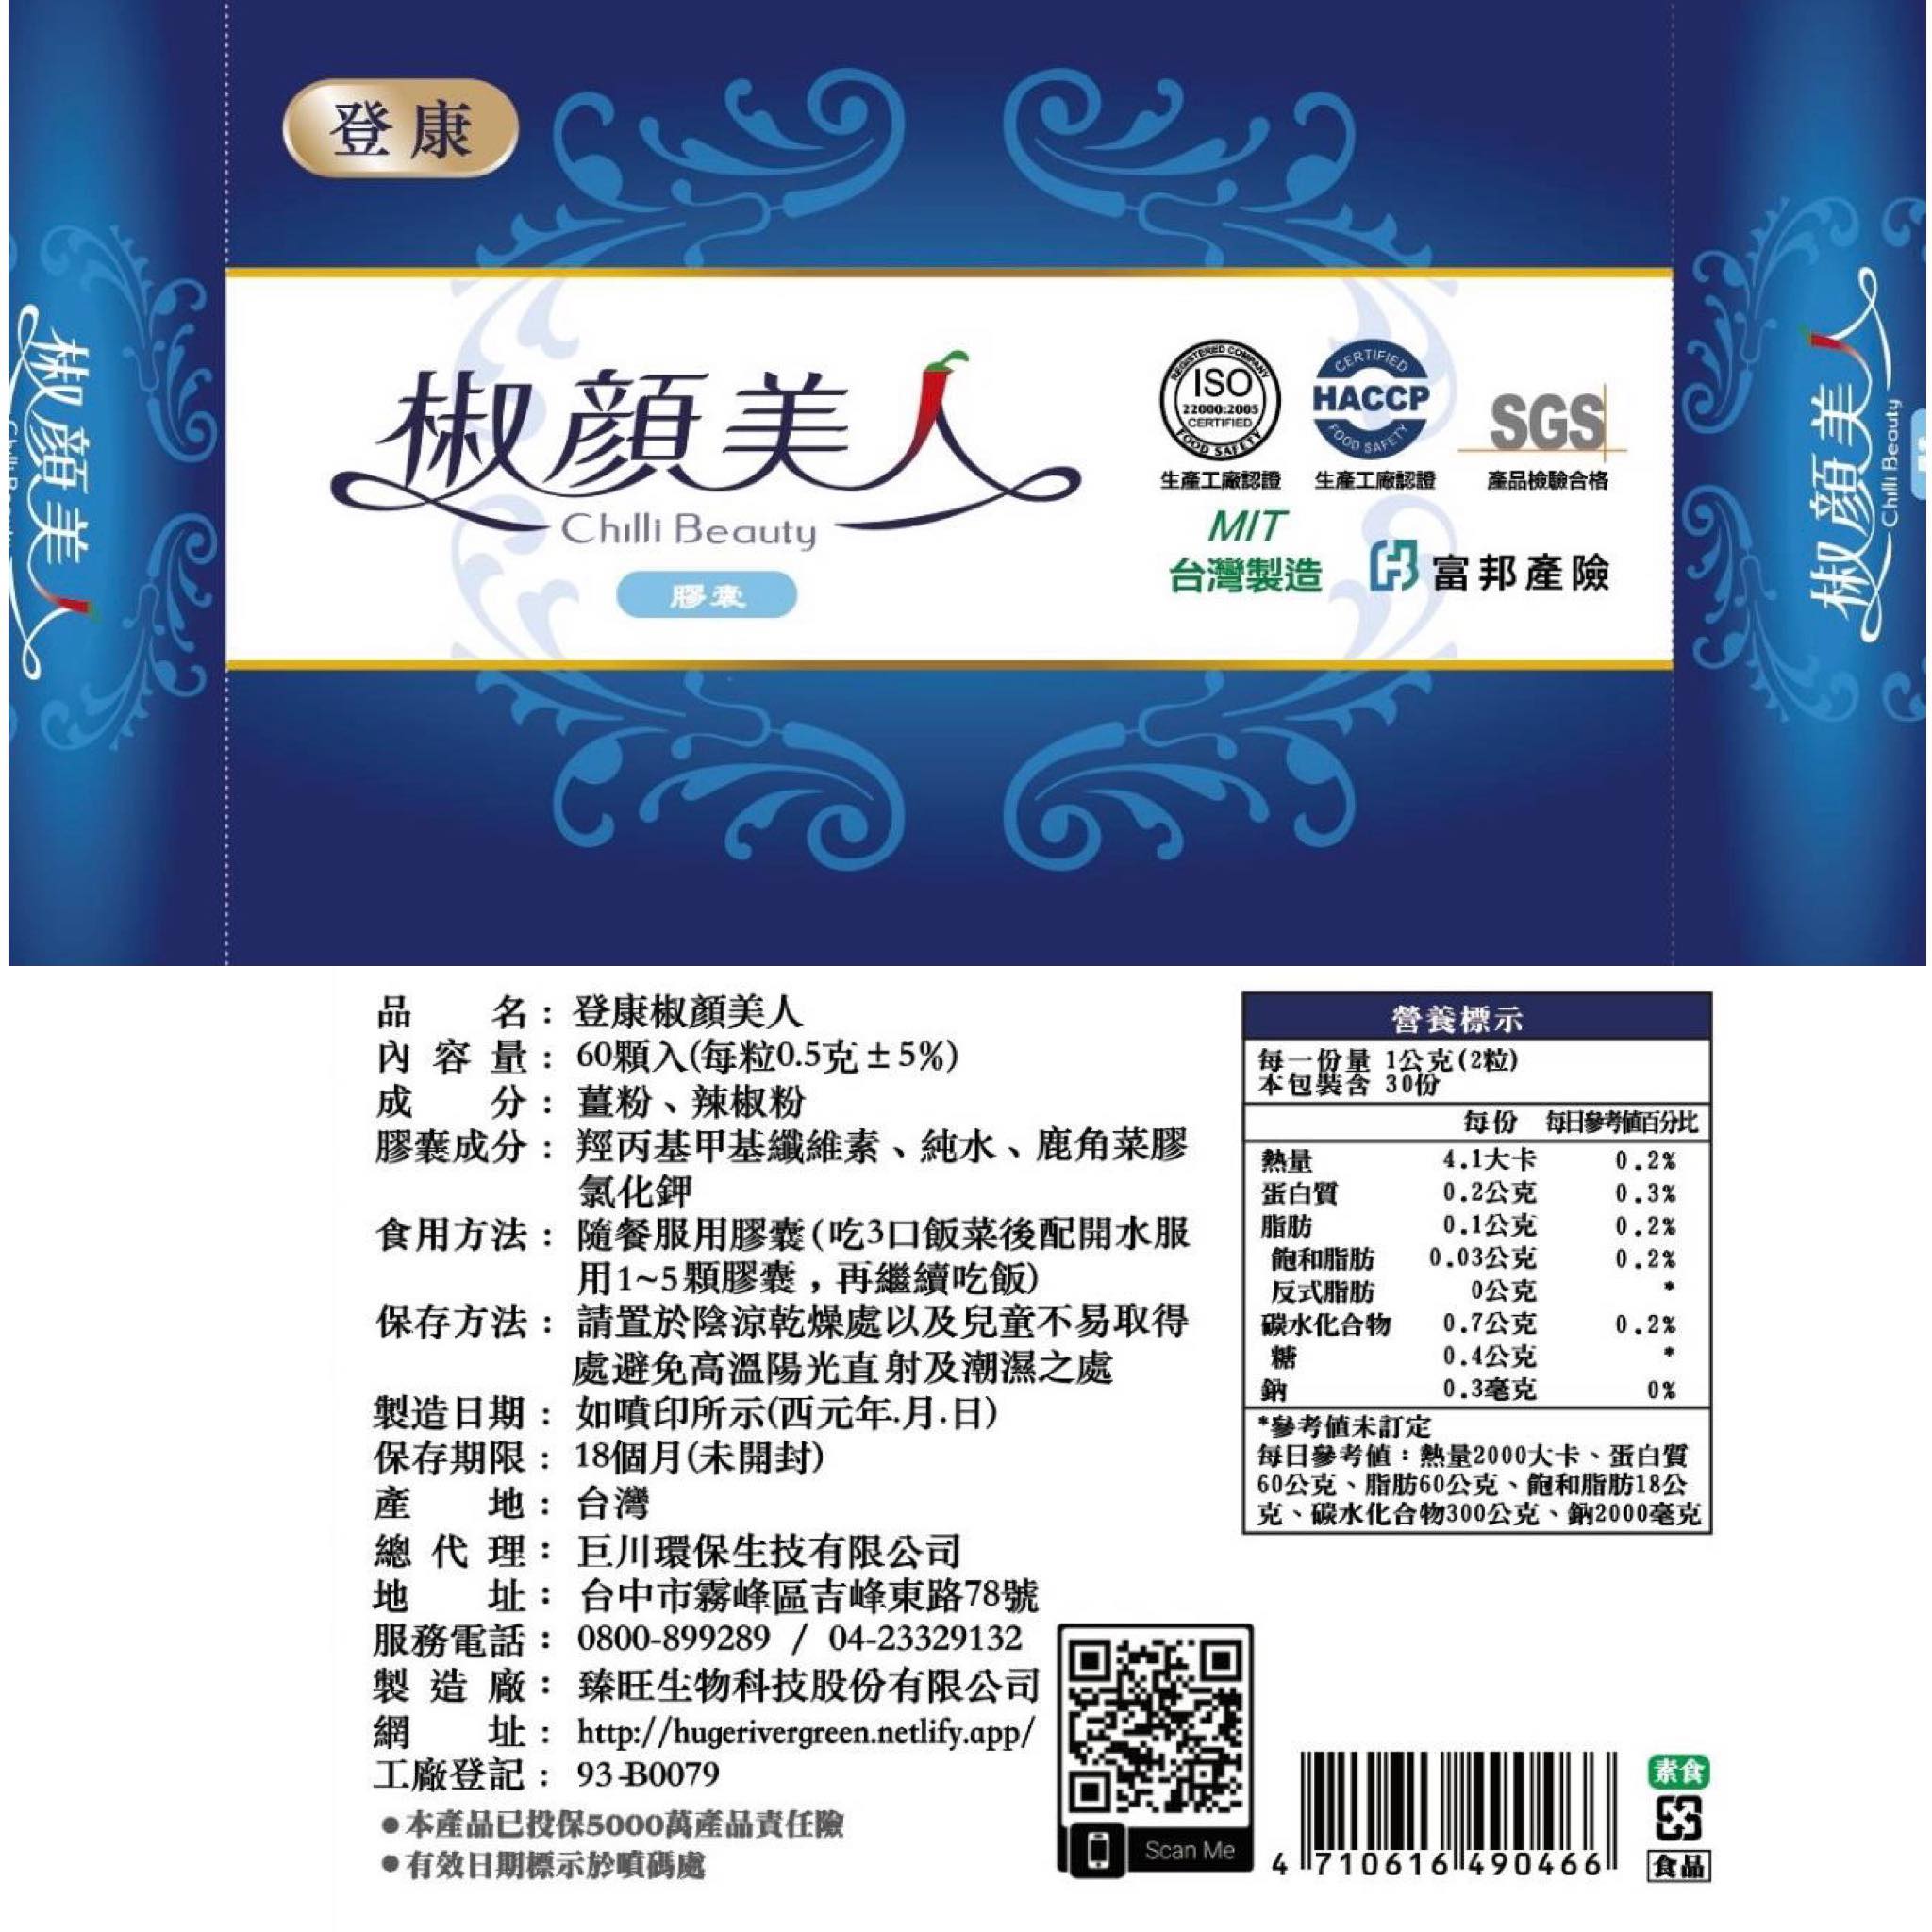 登康
椒顏美人
Chilli Beauty
膠囊
REGISTERED COMPANY
ISO
22000:2005
CERTIFIED
FOOD SAFETY
生產工廠認證
CERTIFIED
HACCP
FOOD SAFETY
生產工廠認證
SGS
產品檢驗合格
MIT
台灣製造
富邦產險
椒顏美人
Chilli Beauty
椒顏美人
Chilli Beauty
品名：登康椒顏美人
內容量：60顆入(每粒0.5克±5%)
成分：薑粉、辣椒粉
膠囊成分：羥丙基甲基纖維素、純水、鹿角菜膠
氯化鉀
食用方法：隨餐服用膠囊(吃3口飯菜後配開水服
用1~5顆膠囊，再繼續吃飯)
保存方法：請置於陰涼乾燥處以及兒童不易取得
處避免高溫陽光直射及潮濕之處
製造日期：如噴印所示(西元年.月.日)
保存期限：18個月(未開封)
產地：台灣
總代理：巨川環保生技有限公司
地址：台中市霧峰區吉峰東路78號
服務電話：0800-899289 / 04-23329132
製造廠：臻旺生物科技股份有限公司
網址：http://hugerivergreen.netlify.app/
工廠登記：93-B0079
●本產品已投保5000萬產品責任險
●有效日期標示於噴碼處
營養標示
每一份量 1公克(2粒)
本包裝含 30份
每份 每日參考值百分比
熱量 4.1大卡 0.2%
蛋白質 0.2公克 0.3%
脂肪 0.1公克 0.2%
飽和脂肪 0.03公克 0.2%
反式脂肪 0公克 *
碳水化合物 0.7公克 0.2%
糖 0.4公克 *
鈉 0.3毫克 0%
*參考值未訂定
每日參考值：熱量2000大卡、蛋白質
60公克、脂肪60公克、飽和脂肪18公
克、碳水化合物300公克、鈉2000毫克
Scan Me
4 710616 490466
素食
食品